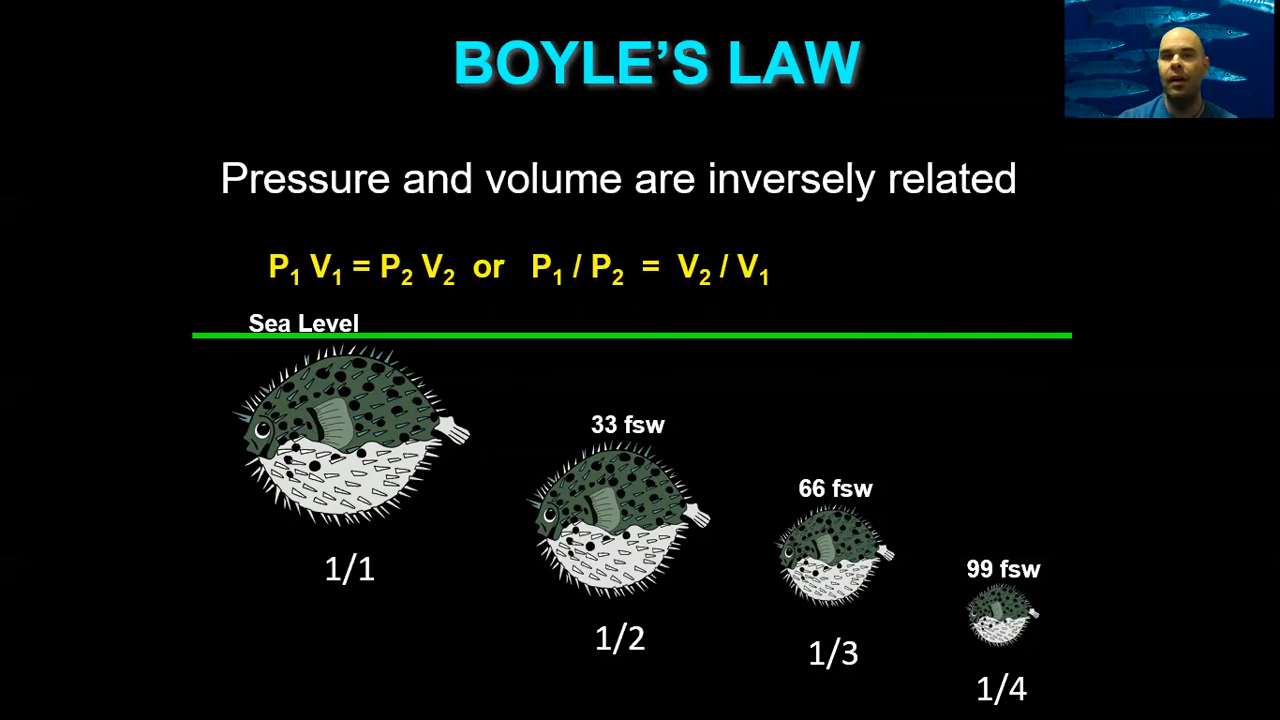 BOYLE’S LAW
Pressure and volume are inversely related
P₁ V₁ = P₂ V₂ or P₁ / P₂ = V₂ / V₁
Sea Level
33 fsw
66 fsw
99 fsw
1/1
1/2
1/3
1/4